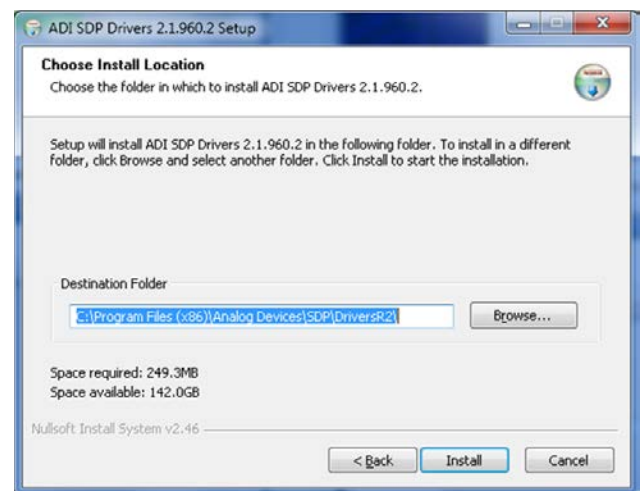 ADI SDP Drivers 2.1.960.2 Setup
Choose Install Location
Choose the folder in which to install ADI SDP Drivers 2.1.960.2.
Setup will install ADI SDP Drivers 2.1.960.2 in the following folder. To install in a different
folder, click Browse and select another folder. Click Install to start the installation.
Destination Folder
C:\Program Files (x86)\Analog Devices\SDP\DriversR2\
Browse...
Space required: 249.3MB
Space available: 142.0GB
Nullsoft Install System v2.46
< Back
Install
Cancel